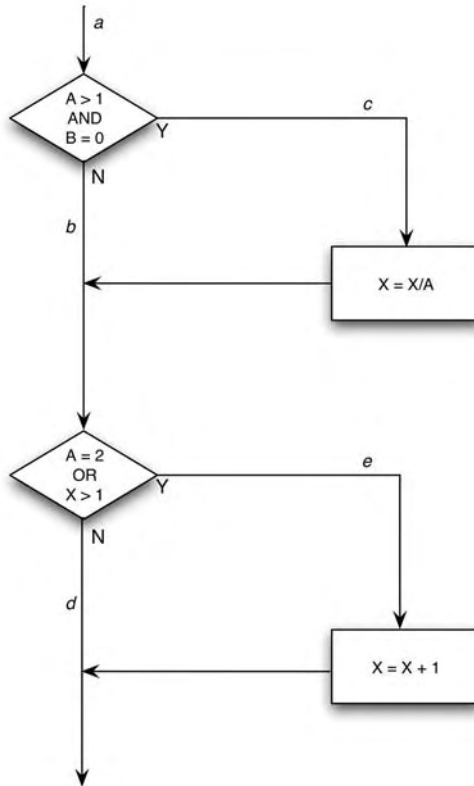 a
A > 1
AND
B = 0
Y
c
N
b
X = X/A
A = 2
OR
X > 1
Y
e
N
d
X = X + 1